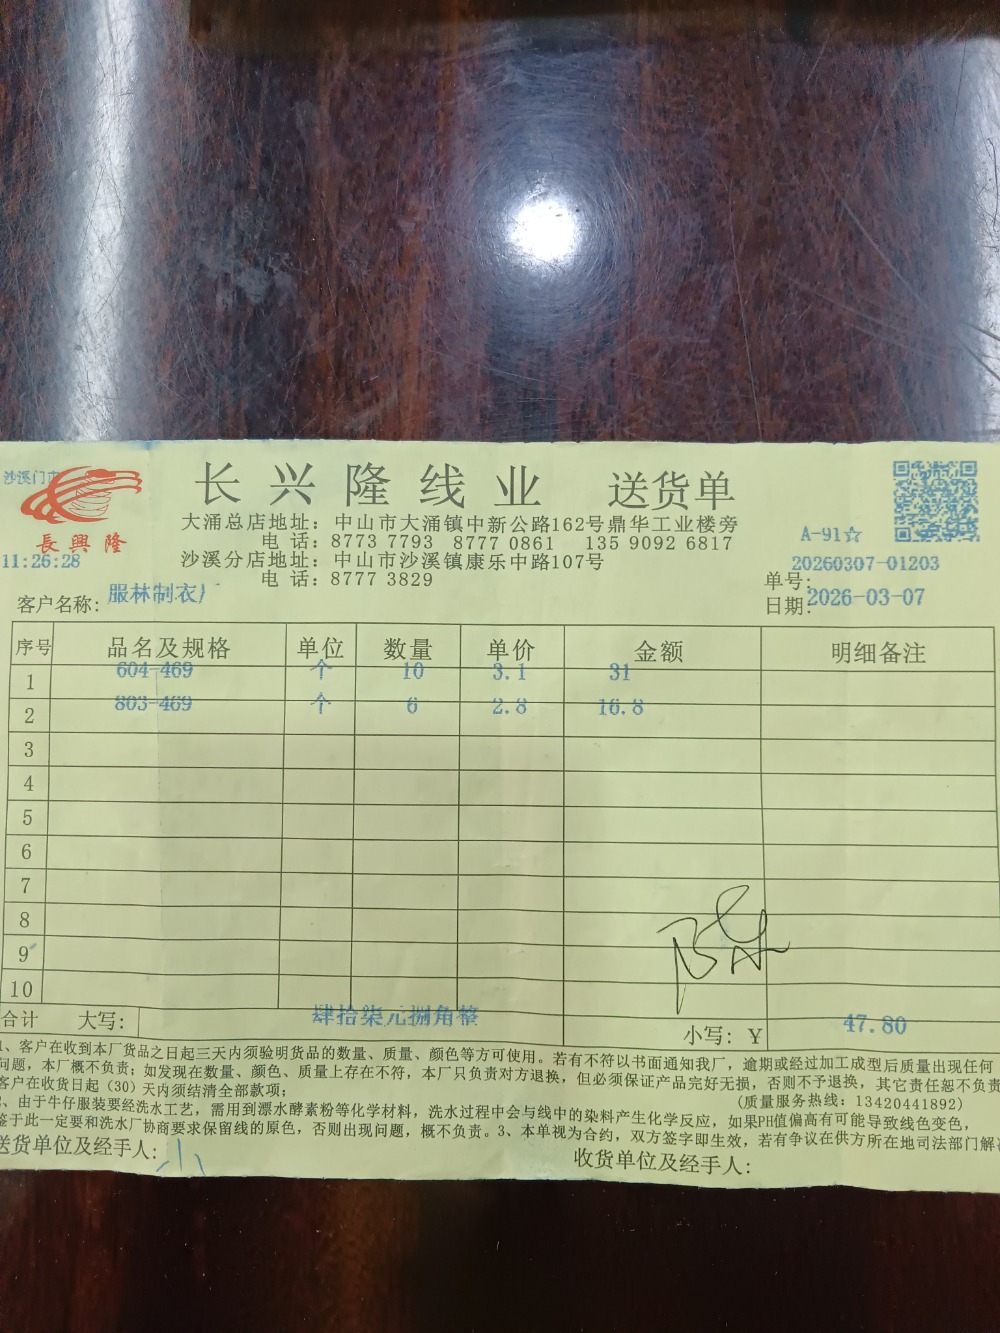 沙溪门市
長興隆
11:26:28
长兴隆线业 送货单
大涌总店地址：中山市大涌镇中新公路162号鼎华工业楼旁
电 话：8773 7793 8777 0861 135 9092 6817
沙溪分店地址：中山市沙溪镇康乐中路107号
电 话：8777 3829
A-91☆
单号：20260307-01203
客户名称：服林制衣厂
日期：2026-03-07
序号 品名及规格 单位 数量 单价 金额 明细备注
1 604-469 个 10 3.1 31
2 803-469 个 6 2.8 16.8
3
4
5
6
7
8
9
10
合计 大写：肆拾柒元捌角整 小写：￥47.80
1、客户在收到本厂货品之日起三天内须验明货品的数量、质量、颜色等方可使用。若有不符以书面通知我厂，逾期或经过加工成型后质量出现任何
问题，本厂概不负责；如发现在数量、颜色、质量上存在不符，本厂只负责对方退换，但必须保证产品完好无损，否则不予退换，其它责任恕不负责
客户在收货日起（30）天内须结清全部款项；
(质量服务热线：13420441892)
2、由于牛仔服装要经洗水工艺，需用到漂水酵素粉等化学材料，洗水过程中会与线中的染料产生化学反应，如果PH值偏高有可能导致线色变色，
鉴于此一定要和洗水厂协商要求保留线的原色，否则出现问题，概不负责。3、本单视为合约，双方签字即生效，若有争议在供方所在地司法部门解决
送货单位及经手人：
收货单位及经手人：